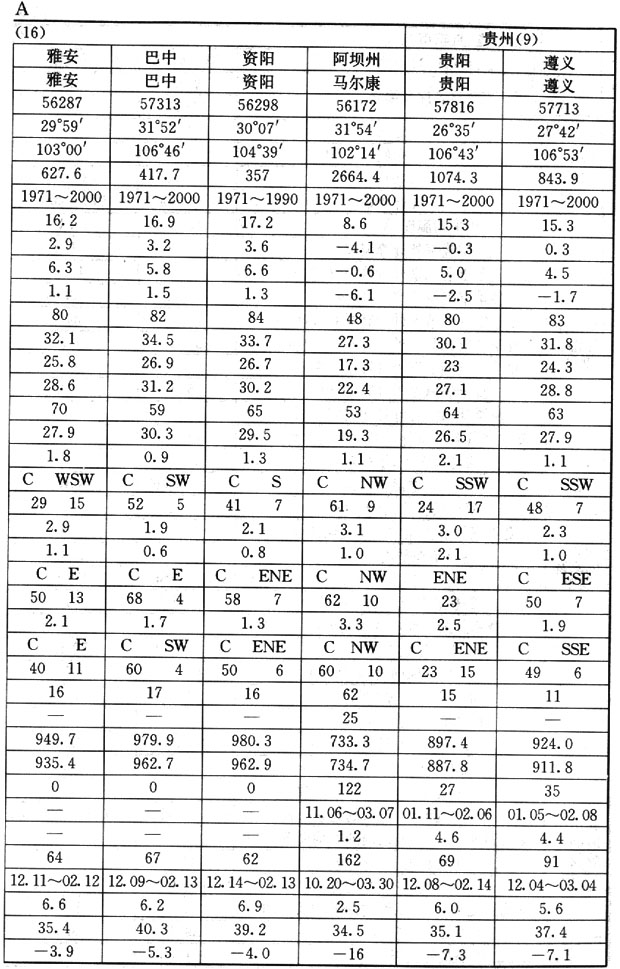 A
(16) 贵州(9)
雅安 巴中 资阳 阿坝州 贵阳 遵义
雅安 巴中 资阳 马尔康 贵阳 遵义
56287 57313 56298 56172 57816 57713
29°59′ 31°52′ 30°07′ 31°54′ 26°35′ 27°42′
103°00′ 106°46′ 104°39′ 102°14′ 106°43′ 106°53′
627.6 417.7 357 2664.4 1074.3 843.9
1971～2000 1971～2000 1971～1990 1971～2000 1971～2000 1971～2000
16.2 16.9 17.2 8.6 15.3 15.3
2.9 3.2 3.6 －4.1 －0.3 0.3
6.3 5.8 6.6 －0.6 5.0 4.5
1.1 1.5 1.3 －6.1 －2.5 －1.7
80 82 84 48 80 83
32.1 34.5 33.7 27.3 30.1 31.8
25.8 26.9 26.7 17.3 23 24.3
28.6 31.2 30.2 22.4 27.1 28.8
70 59 65 53 64 63
27.9 30.3 29.5 19.3 26.5 27.9
1.8 0.9 1.3 1.1 2.1 1.1
C WSW C SW C S C NW C SSW C SSW
29 15 52 5 41 7 61 9 24 17 48 7
2.9 1.9 2.1 3.1 3.0 2.3
1.1 0.6 0.8 1.0 2.1 1.0
C E C E C ENE C NW ENE C ESE
50 13 68 4 58 7 62 10 23 50 7
2.1 1.7 1.3 3.3 2.5 1.9
C E C SW C ENE C NW C ENE C SSE
40 11 60 4 50 6 60 10 23 15 49 6
16 17 16 62 15 11
— — — 25 — —
949.7 979.9 980.3 733.3 897.4 924.0
935.4 962.7 962.9 734.7 887.8 911.8
0 0 0 122 27 35
— — — 11.06～03.07 01.11～02.06 01.05～02.08
— — — 1.2 4.6 4.4
64 67 62 162 69 91
12.11～02.12 12.09～02.13 12.14～02.13 10.20～03.30 12.08～02.14 12.04～03.04
6.6 6.2 6.9 2.5 6.0 5.6
35.4 40.3 39.2 34.5 35.1 37.4
－3.9 －5.3 －4.0 －16 －7.3 －7.1